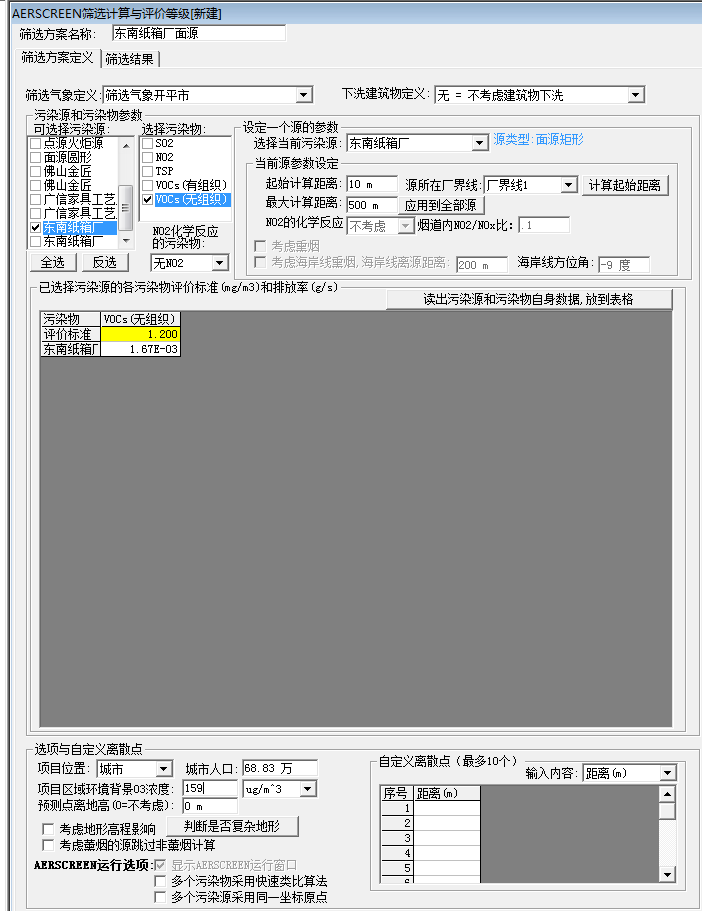 AERSCREEN筛选计算与评价等级[新建]
筛选方案名称: 东南纸箱厂面源
筛选方案定义 筛选结果
筛选气象定义: 筛选气象开平市 下洗建筑物定义: 无 = 不考虑建筑物下洗
污染源和污染物参数
可选择污染源: 选择污染物:
点源火炬源
面源圆形
佛山金匠
佛山金匠
广信家具工艺
广信家具工艺
东南纸箱厂
东南纸箱厂
SO2
NO2
TSP
VOCs(有组织)
VOCs(无组织)
NO2化学反应
的污染物:
全选 反选 无NO2
设定一个源的参数
选择当前污染源: 东南纸箱厂 源类型: 面源矩形
当前源参数设定
起始计算距离: 10 m 源所在厂界线: 厂界线1 计算起始距离
最大计算距离: 500 m 应用到全部源
NO2的化学反应 不考虑 烟道内NO2/NOx比: .1
考虑重烟
考虑海岸线重烟, 海岸线离源距离: 200 m 海岸线方位角: -9 度
已选择污染源的各污染物评价标准(mg/m3)和排放率(g/s)
读出污染源和污染物自身数据, 放到表格
污染物 VOCs(无组织)
评价标准 1.200
东南纸箱厂 1.67E-03
选项与自定义离散点
项目位置: 城市 城市人口: 68.83 万
项目区域环境背景O3浓度: 159 ug/m^3
预测点离地高(0=不考虑): 0 m
考虑地形高程影响 判断是否复杂地形
考虑薰烟的源跳过非薰烟计算
AERSCREEN运行选项: 显示AERSCREEN运行窗口
多个污染物采用快速类比算法
多个污染源采用同一坐标原点
自定义离散点（最多10个）
输入内容: 距离(m)
序号 距离(m)
1
2
3
4
5
6